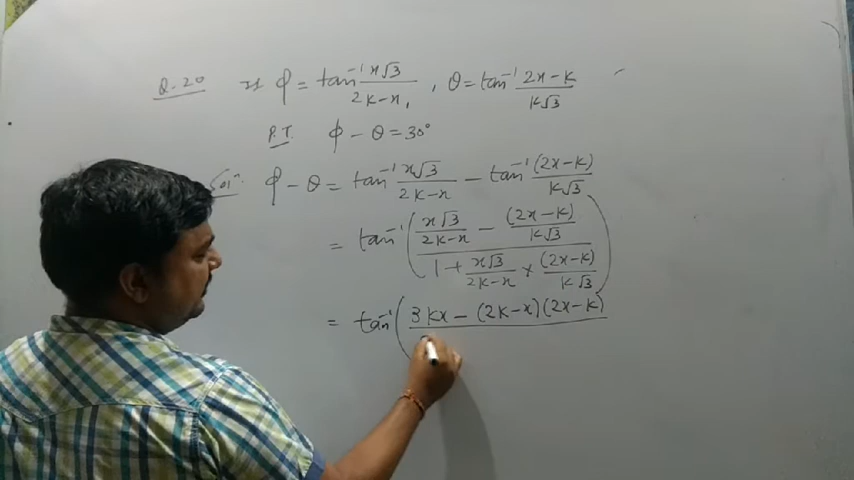 Q.20 If φ = tan⁻¹ x√3 / 2k-x , θ = tan⁻¹ 2x-k / k√3
P.T. φ - θ = 30°
Solⁿ. φ - θ = tan⁻¹ x√3 / 2k-x - tan⁻¹ (2x-k) / k√3
= tan⁻¹ ( x√3 / 2k-x - (2x-k) / k√3 / 1 + x√3 / 2k-x × (2x-k) / k√3 )
= tan⁻¹ ( 3kx - (2k-x)(2x-k)